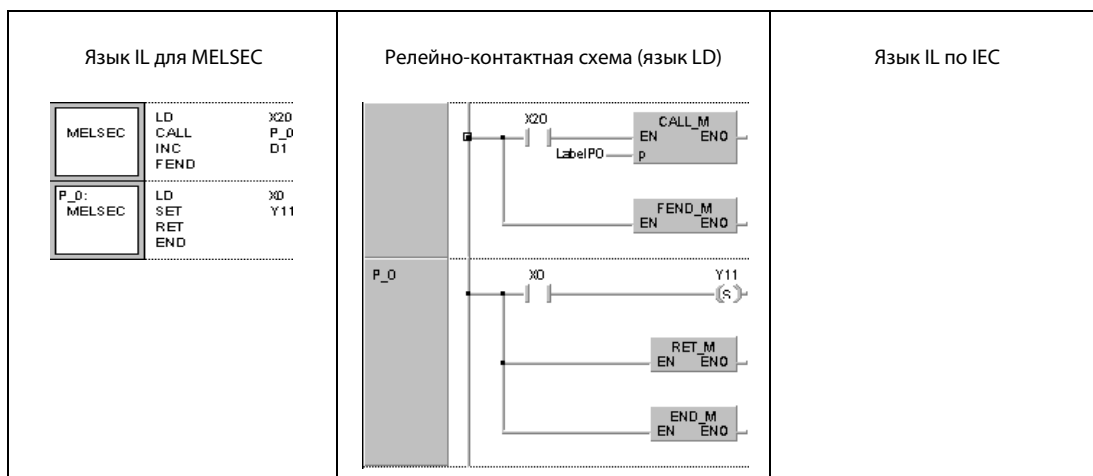 Язык IL для MELSEC
Релейно-контактная схема (язык LD)
Язык IL по IEC
MELSEC
LD X20
CALL P_0
INC D1
FEND
P_0:
MELSEC
LD X0
SET Y11
RET
END
X20
CALL_M
EN ENO
LabelP0 p
FEND_M
EN ENO
P_0
X0
Y11
S
RET_M
EN ENO
END_M
EN ENO